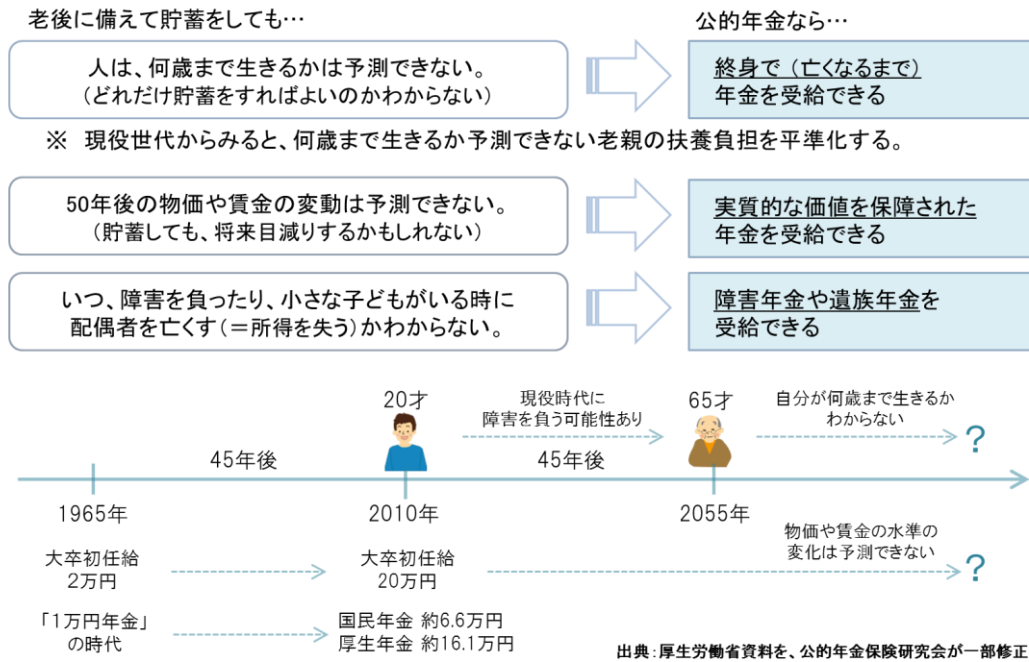 老後に備えて貯蓄をしても…
公的年金なら…
人は、何歳まで生きるかは予測できない。
(どれだけ貯蓄をすればよいのかわからない)
終身で(亡くなるまで)
年金を受給できる
※ 現役世代からみると、何歳まで生きるか予測できない老親の扶養負担を平準化する。
50年後の物価や賃金の変動は予測できない。
(貯蓄しても、将来目減りするかもしれない)
実質的な価値を保障された
年金を受給できる
いつ、障害を負ったり、小さな子どもがいる時に
配偶者を亡くす(=所得を失う)かわからない。
障害年金や遺族年金を
受給できる
20才
現役時代に
障害を負う可能性あり
65才
自分が何歳まで生きるか
わからない
?
45年後
45年後
1965年
2010年
2055年
大卒初任給
2万円
大卒初任給
20万円
物価や賃金の水準の
変化は予測できない
?
「1万円年金」
の時代
国民年金 約6.6万円
厚生年金 約16.1万円
出典:厚生労働省資料を、公的年金保険研究会が一部修正